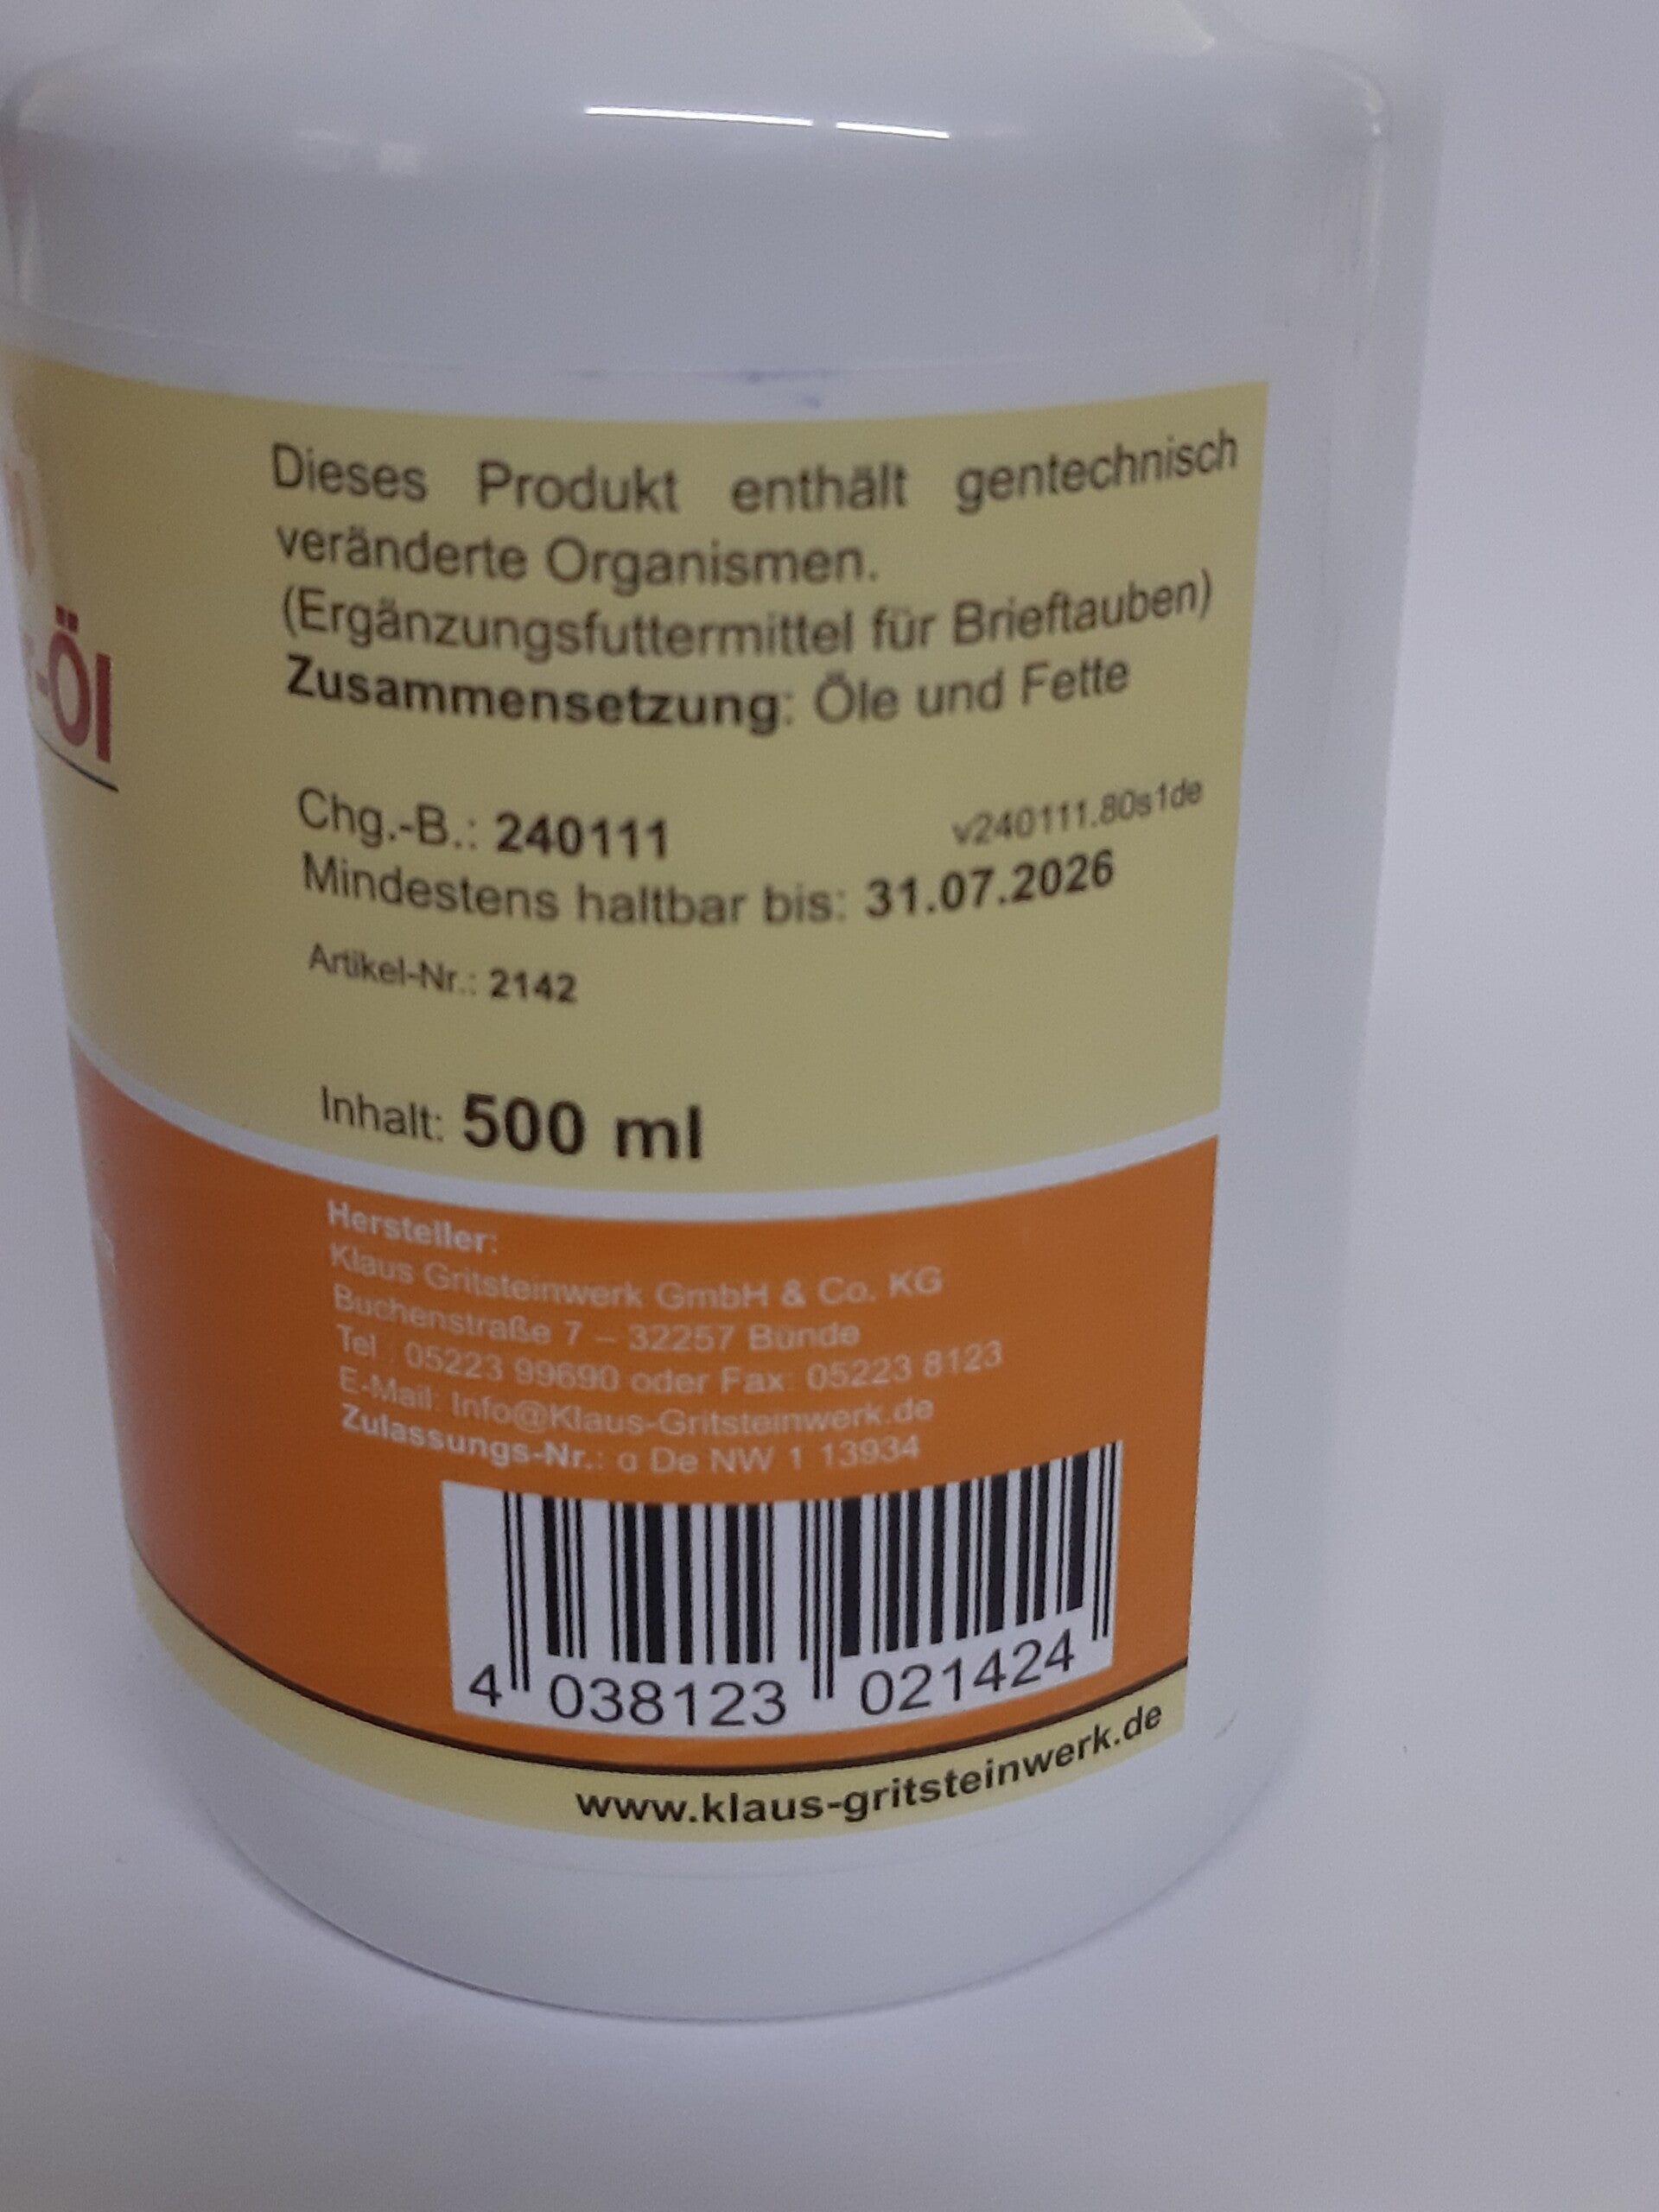 Dieses Produkt enthält gentechnisch
veränderte Organismen.
(Ergänzungsfuttermittel für Brieftauben)
Zusammensetzung: Öle und Fette
Chg.-B.: 240111 v240111.80s1de
Mindestens haltbar bis: 31.07.2026
Artikel-Nr.: 2142
Inhalt: 500 ml
-Öl
Hersteller:
Klaus Gritsteinwerk GmbH & Co. KG
Buchenstraße 7 – 32257 Bünde
Tel.: 05223 99690 oder Fax: 05223 8123
E-Mail: Info@Klaus-Gritsteinwerk.de
Zulassungs-Nr.: α De NW 1 13934
4 038123 021424
www.klaus-gritsteinwerk.de